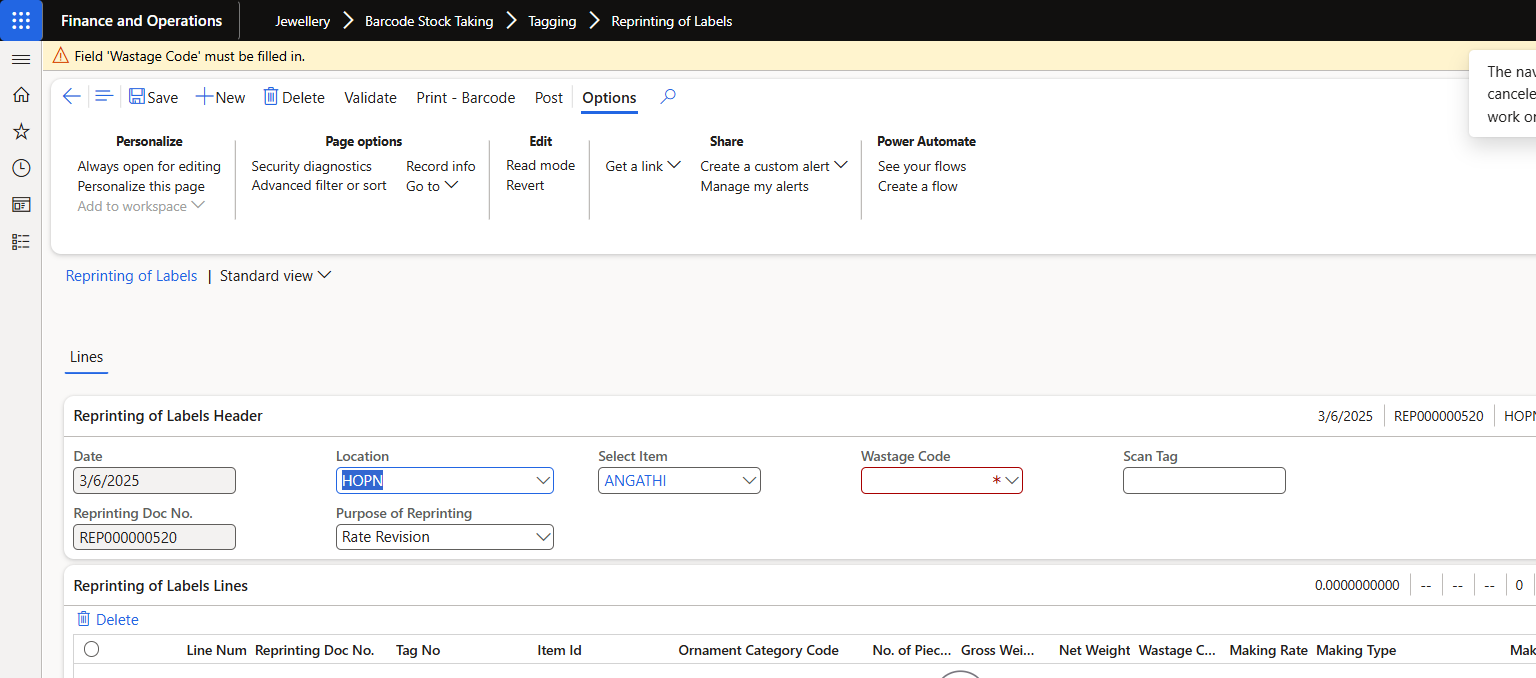 Finance and Operations
Jewellery > Barcode Stock Taking > Tagging > Reprinting of Labels
Field 'Wastage Code' must be filled in.
The nav
cancele
work or
Save New Delete Validate Print - Barcode Post Options
Personalize
Always open for editing
Personalize this page
Add to workspace
Page options
Security diagnostics
Advanced filter or sort
Record info
Go to
Edit
Read mode
Revert
Share
Get a link
Create a custom alert
Manage my alerts
Power Automate
See your flows
Create a flow
Reprinting of Labels | Standard view
Lines
Reprinting of Labels Header 3/6/2025 REP000000520 HOPN
Date
3/6/2025
Reprinting Doc No.
REP000000520
Location
HOPN
Purpose of Reprinting
Rate Revision
Select Item
ANGATHI
Wastage Code
*
Scan Tag
Reprinting of Labels Lines 0.0000000000 -- -- -- 0
Delete
Line Num Reprinting Doc No. Tag No Item Id Ornament Category Code No. of Piec... Gross Wei... Net Weight Wastage C... Making Rate Making Type Mak